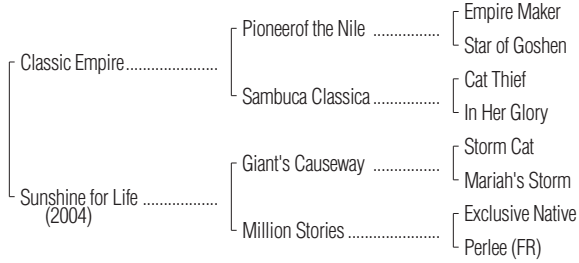 Empire Maker
Pioneerof the Nile ................
Star of Goshen
Classic Empire......................
Cat Thief
Sambuca Classica................
In Her Glory
Storm Cat
Giant's Causeway ................
Mariah's Storm
Sunshine for Life ..................
(2004)
Exclusive Native
Million Stories ......................
Perlee (FR)